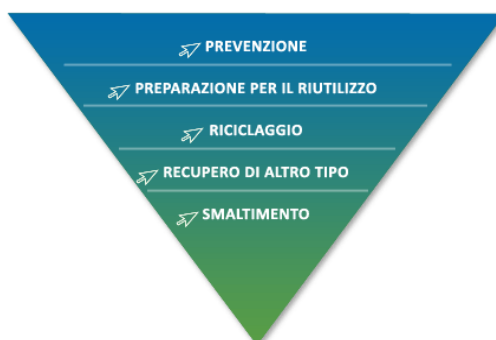 PREVENZIONE
PREPARAZIONE PER IL RIUTILIZZO
RICICLAGGIO
RECUPERO DI ALTRO TIPO
SMALTIMENTO